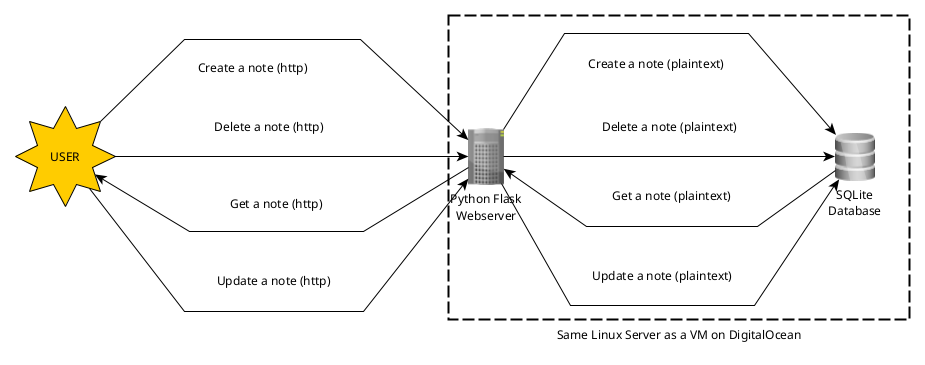 Create a note (http)
Create a note (plaintext)
Delete a note (http)
Delete a note (plaintext)
USER
Get a note (http)
Get a note (plaintext)
Python Flask
Webserver
SQLite
Database
Update a note (http)
Update a note (plaintext)
Same Linux Server as a VM on DigitalOcean